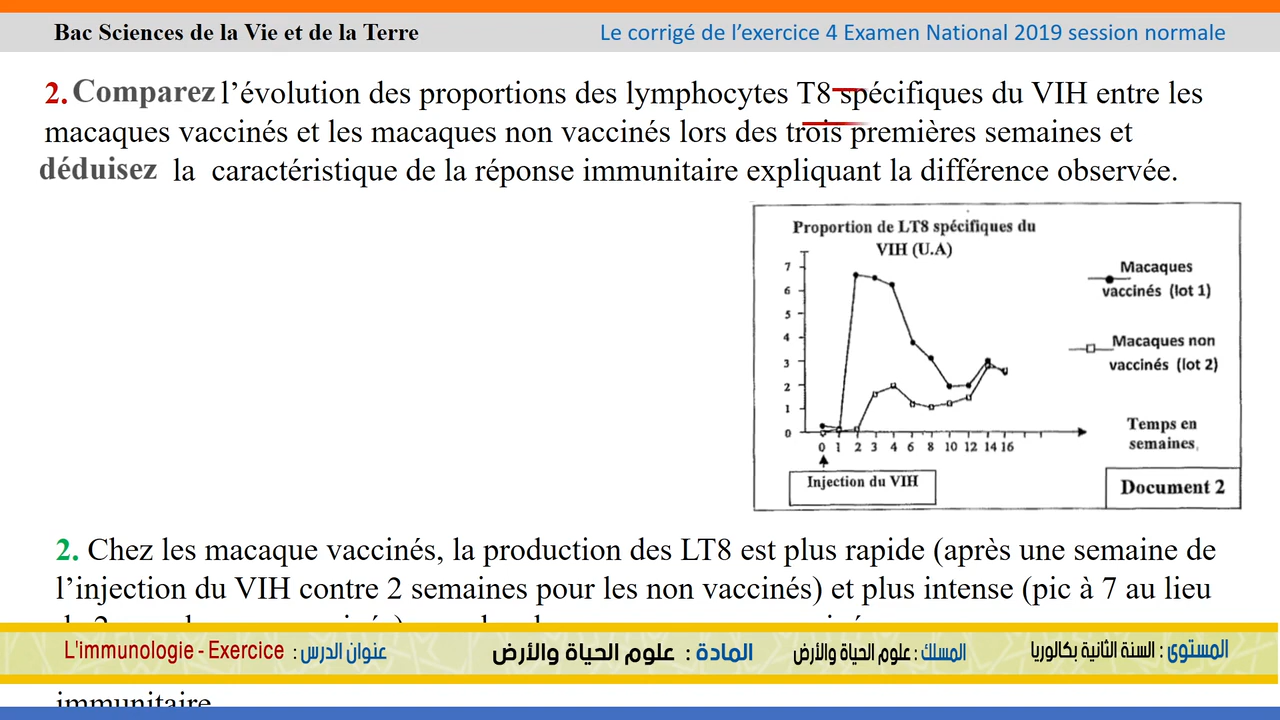 Bac Sciences de la Vie et de la Terre
Le corrigé de l’exercice 4 Examen National 2019 session normale
2. Comparez l’évolution des proportions des lymphocytes T8 spécifiques du VIH entre les
macaques vaccinés et les macaques non vaccinés lors des trois premières semaines et
déduisez la caractéristique de la réponse immunitaire expliquant la différence observée.
Proportion de LT8 spécifiques du
VIH (U.A)
7
6
5
4
3
2
1
0
0 1 2 3 4 6 8 10 12 14 16
Injection du VIH
Macaques
vaccinés (lot 1)
Macaques non
vaccinés (lot 2)
Temps en
semaines
Document 2
2. Chez les macaque vaccinés, la production des LT8 est plus rapide (après une semaine de
l’injection du VIH contre 2 semaines pour les non vaccinés) et plus intense (pic à 7 au lieu
المستوى : السنة الثانية بكالوريا
المسلك : علوم الحياة والأرض
المادة : علوم الحياة والأرض
عنوان الدرس : L'immunologie - Exercice
immunitaire